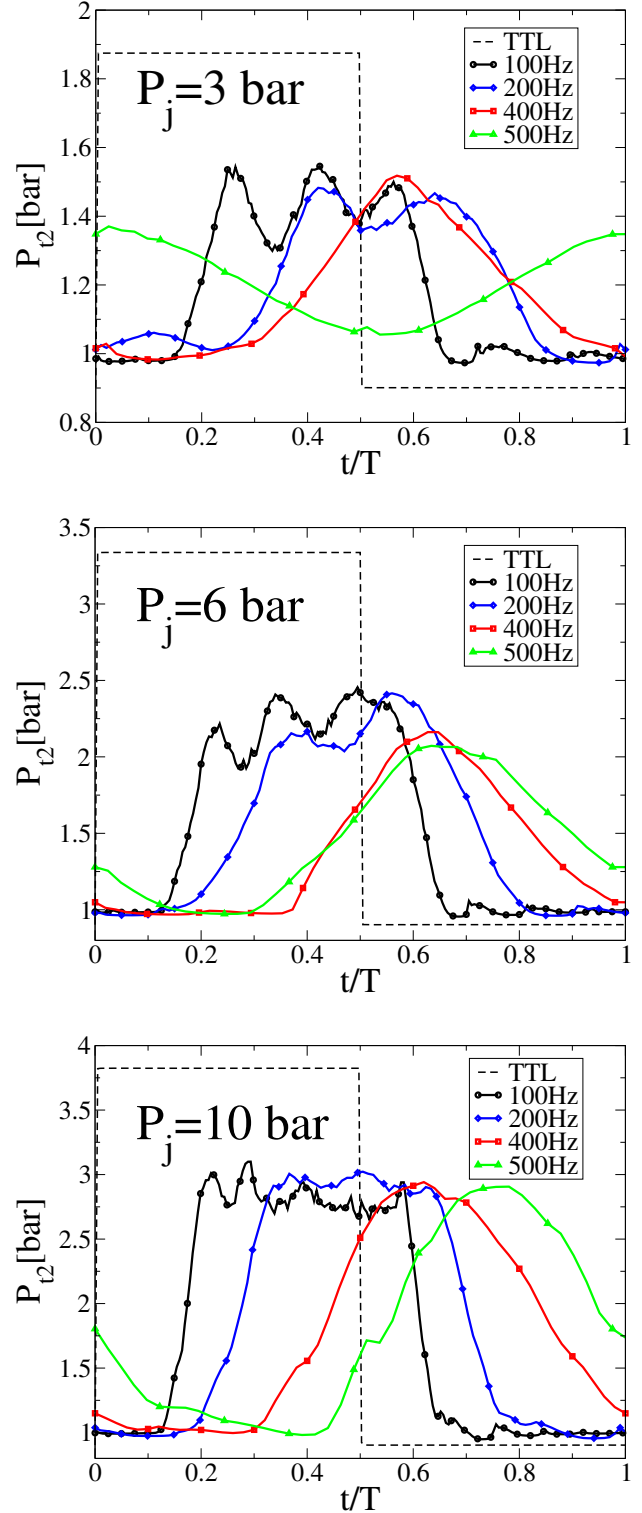 2
TTL
100Hz
200Hz
400Hz
500Hz
P_j=3 bar
1.8
1.6
1.4
1.2
1
0.8
P_t2[bar]
0 0.2 0.4 0.6 0.8 1
t/T
3.5
TTL
100Hz
200Hz
400Hz
500Hz
P_j=6 bar
3
2.5
2
1.5
1
P_t2[bar]
0 0.2 0.4 0.6 0.8 1
t/T
4
TTL
100Hz
200Hz
400Hz
500Hz
P_j=10 bar
3.5
3
2.5
2
1.5
1
P_t2[bar]
0 0.2 0.4 0.6 0.8 1
t/T